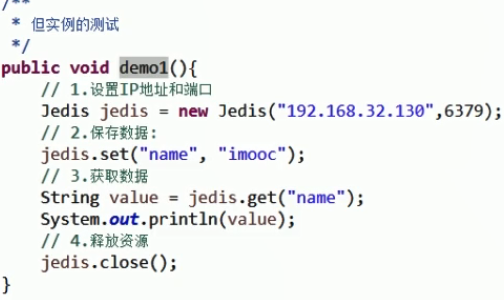 /**
 * 但实例的测试
 */
public void demo1(){
    // 1.设置IP地址和端口
    Jedis jedis = new Jedis("192.168.32.130",6379);
    // 2.保存数据:
    jedis.set("name", "imooc");
    // 3.获取数据
    String value = jedis.get("name");
    System.out.println(value);
    // 4.释放资源
    jedis.close();
}